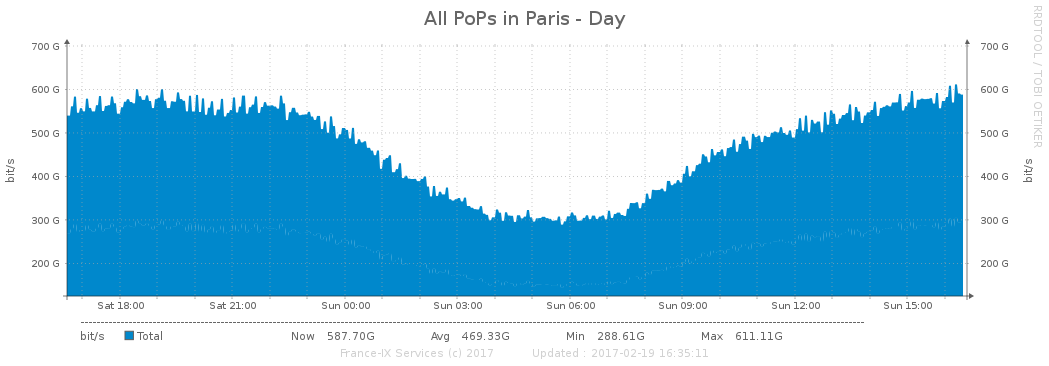 All PoPs in Paris - Day
RRDTOOL / TOBI OETIKER
bit/s
700 G
600 G
500 G
400 G
300 G
200 G
700 G
600 G
500 G
400 G
300 G
200 G
bit/s
Sat 18:00 Sat 21:00 Sun 00:00 Sun 03:00 Sun 06:00 Sun 09:00 Sun 12:00 Sun 15:00
bit/s Total Now 587.70G Avg 469.33G Min 288.61G Max 611.11G
France-IX Services (c) 2017 Updated : 2017-02-19 16:35:11